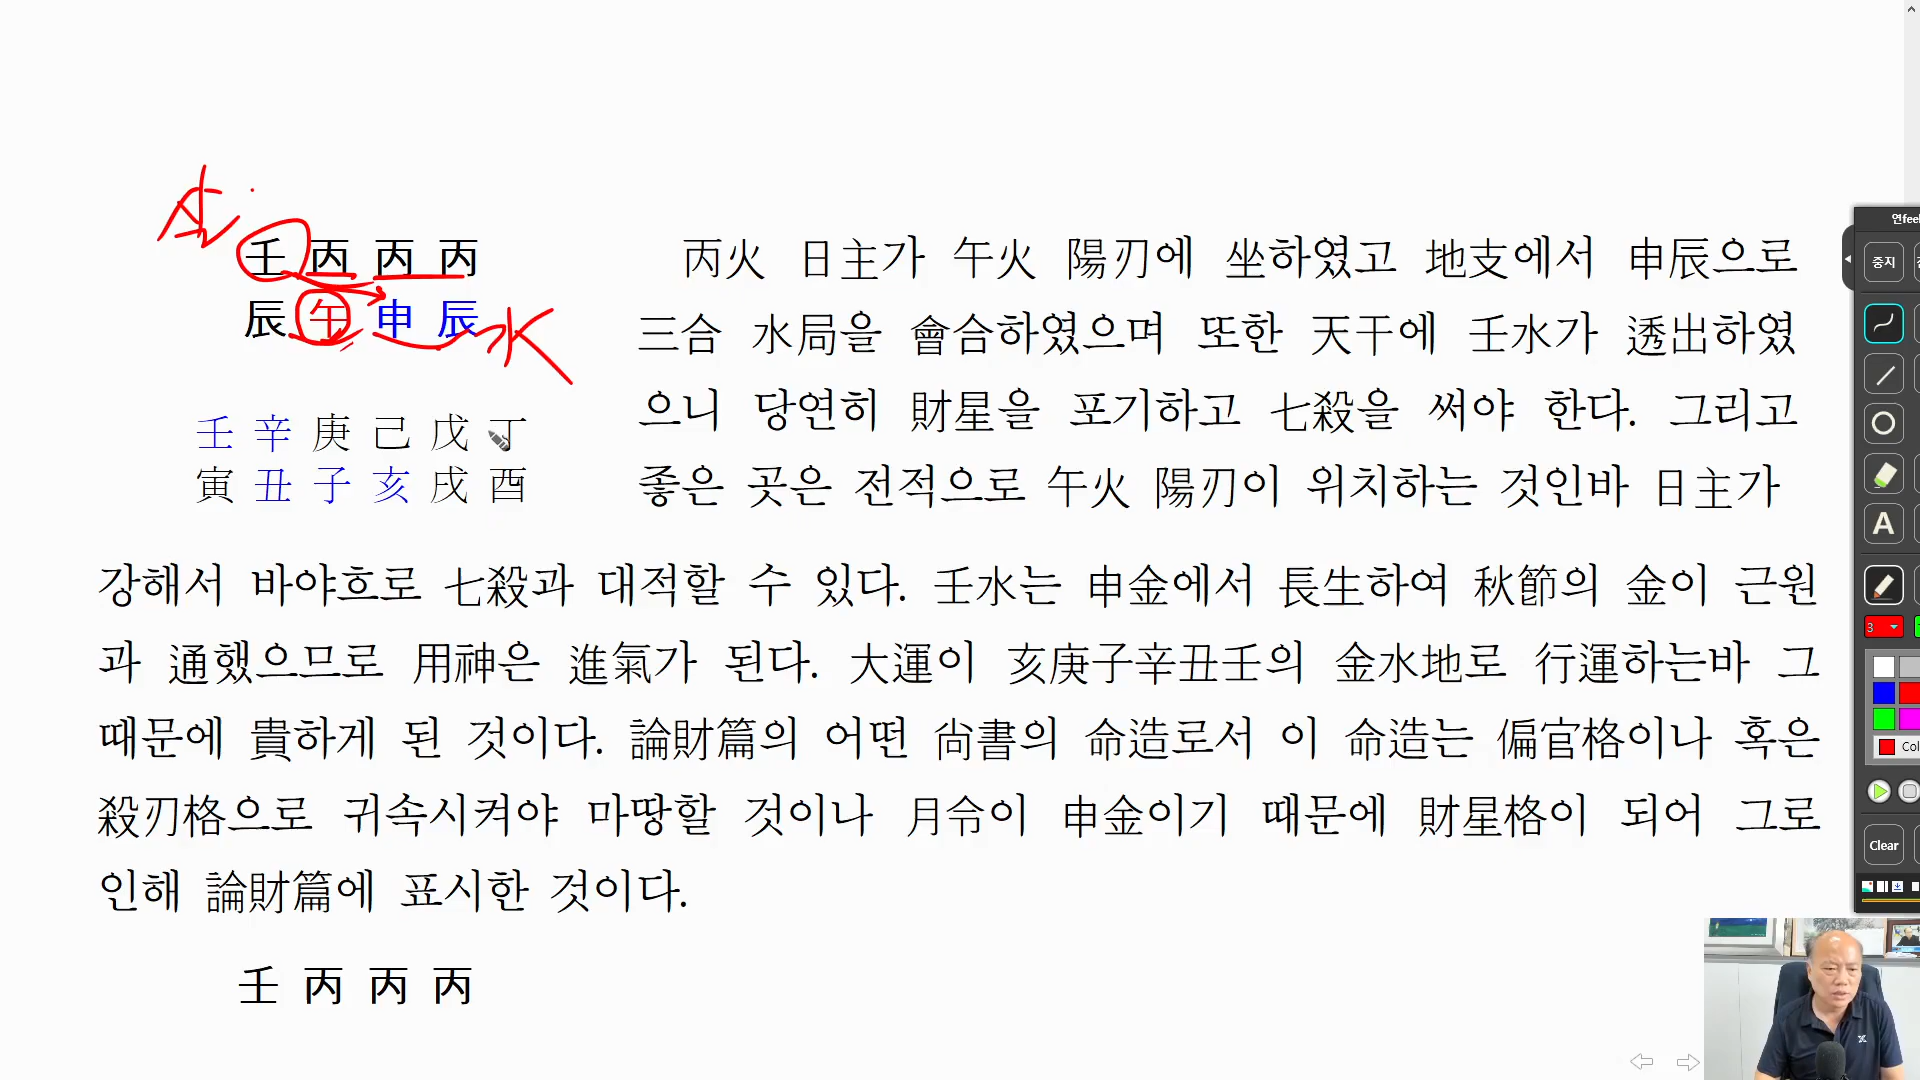 壬 丙 丙 丙
辰 午 申 辰
水
壬 辛 庚 己 戊 丁
寅 丑 子 亥 戌 酉
丙火 日主가 午火 陽刃에 坐하였고 地支에서 申辰으로
三合 水局을 會合하였으며 또한 天干에 壬水가 透出하였
으니 당연히 財星을 포기하고 七殺을 써야 한다. 그리고
좋은 곳은 전적으로 午火 陽刃이 위치하는 것인바 日主가
강해서 바야흐로 七殺과 대적할 수 있다. 壬水는 申金에서 長生하여 秋節의 金이 근원
과 通했으므로 用神은 進氣가 된다. 大運이 亥庚子辛丑壬의 金水地로 行運하는바 그
때문에 貴하게 된 것이다. 論財篇의 어떤 尙書의 命造로서 이 命造는 偏官格이나 혹은
殺刃格으로 귀속시켜야 마땅할 것이나 月令이 申金이기 때문에 財星格이 되어 그로
인해 論財篇에 표시한 것이다.
壬 丙 丙 丙
연feel
중지
A
3
Col
Clear